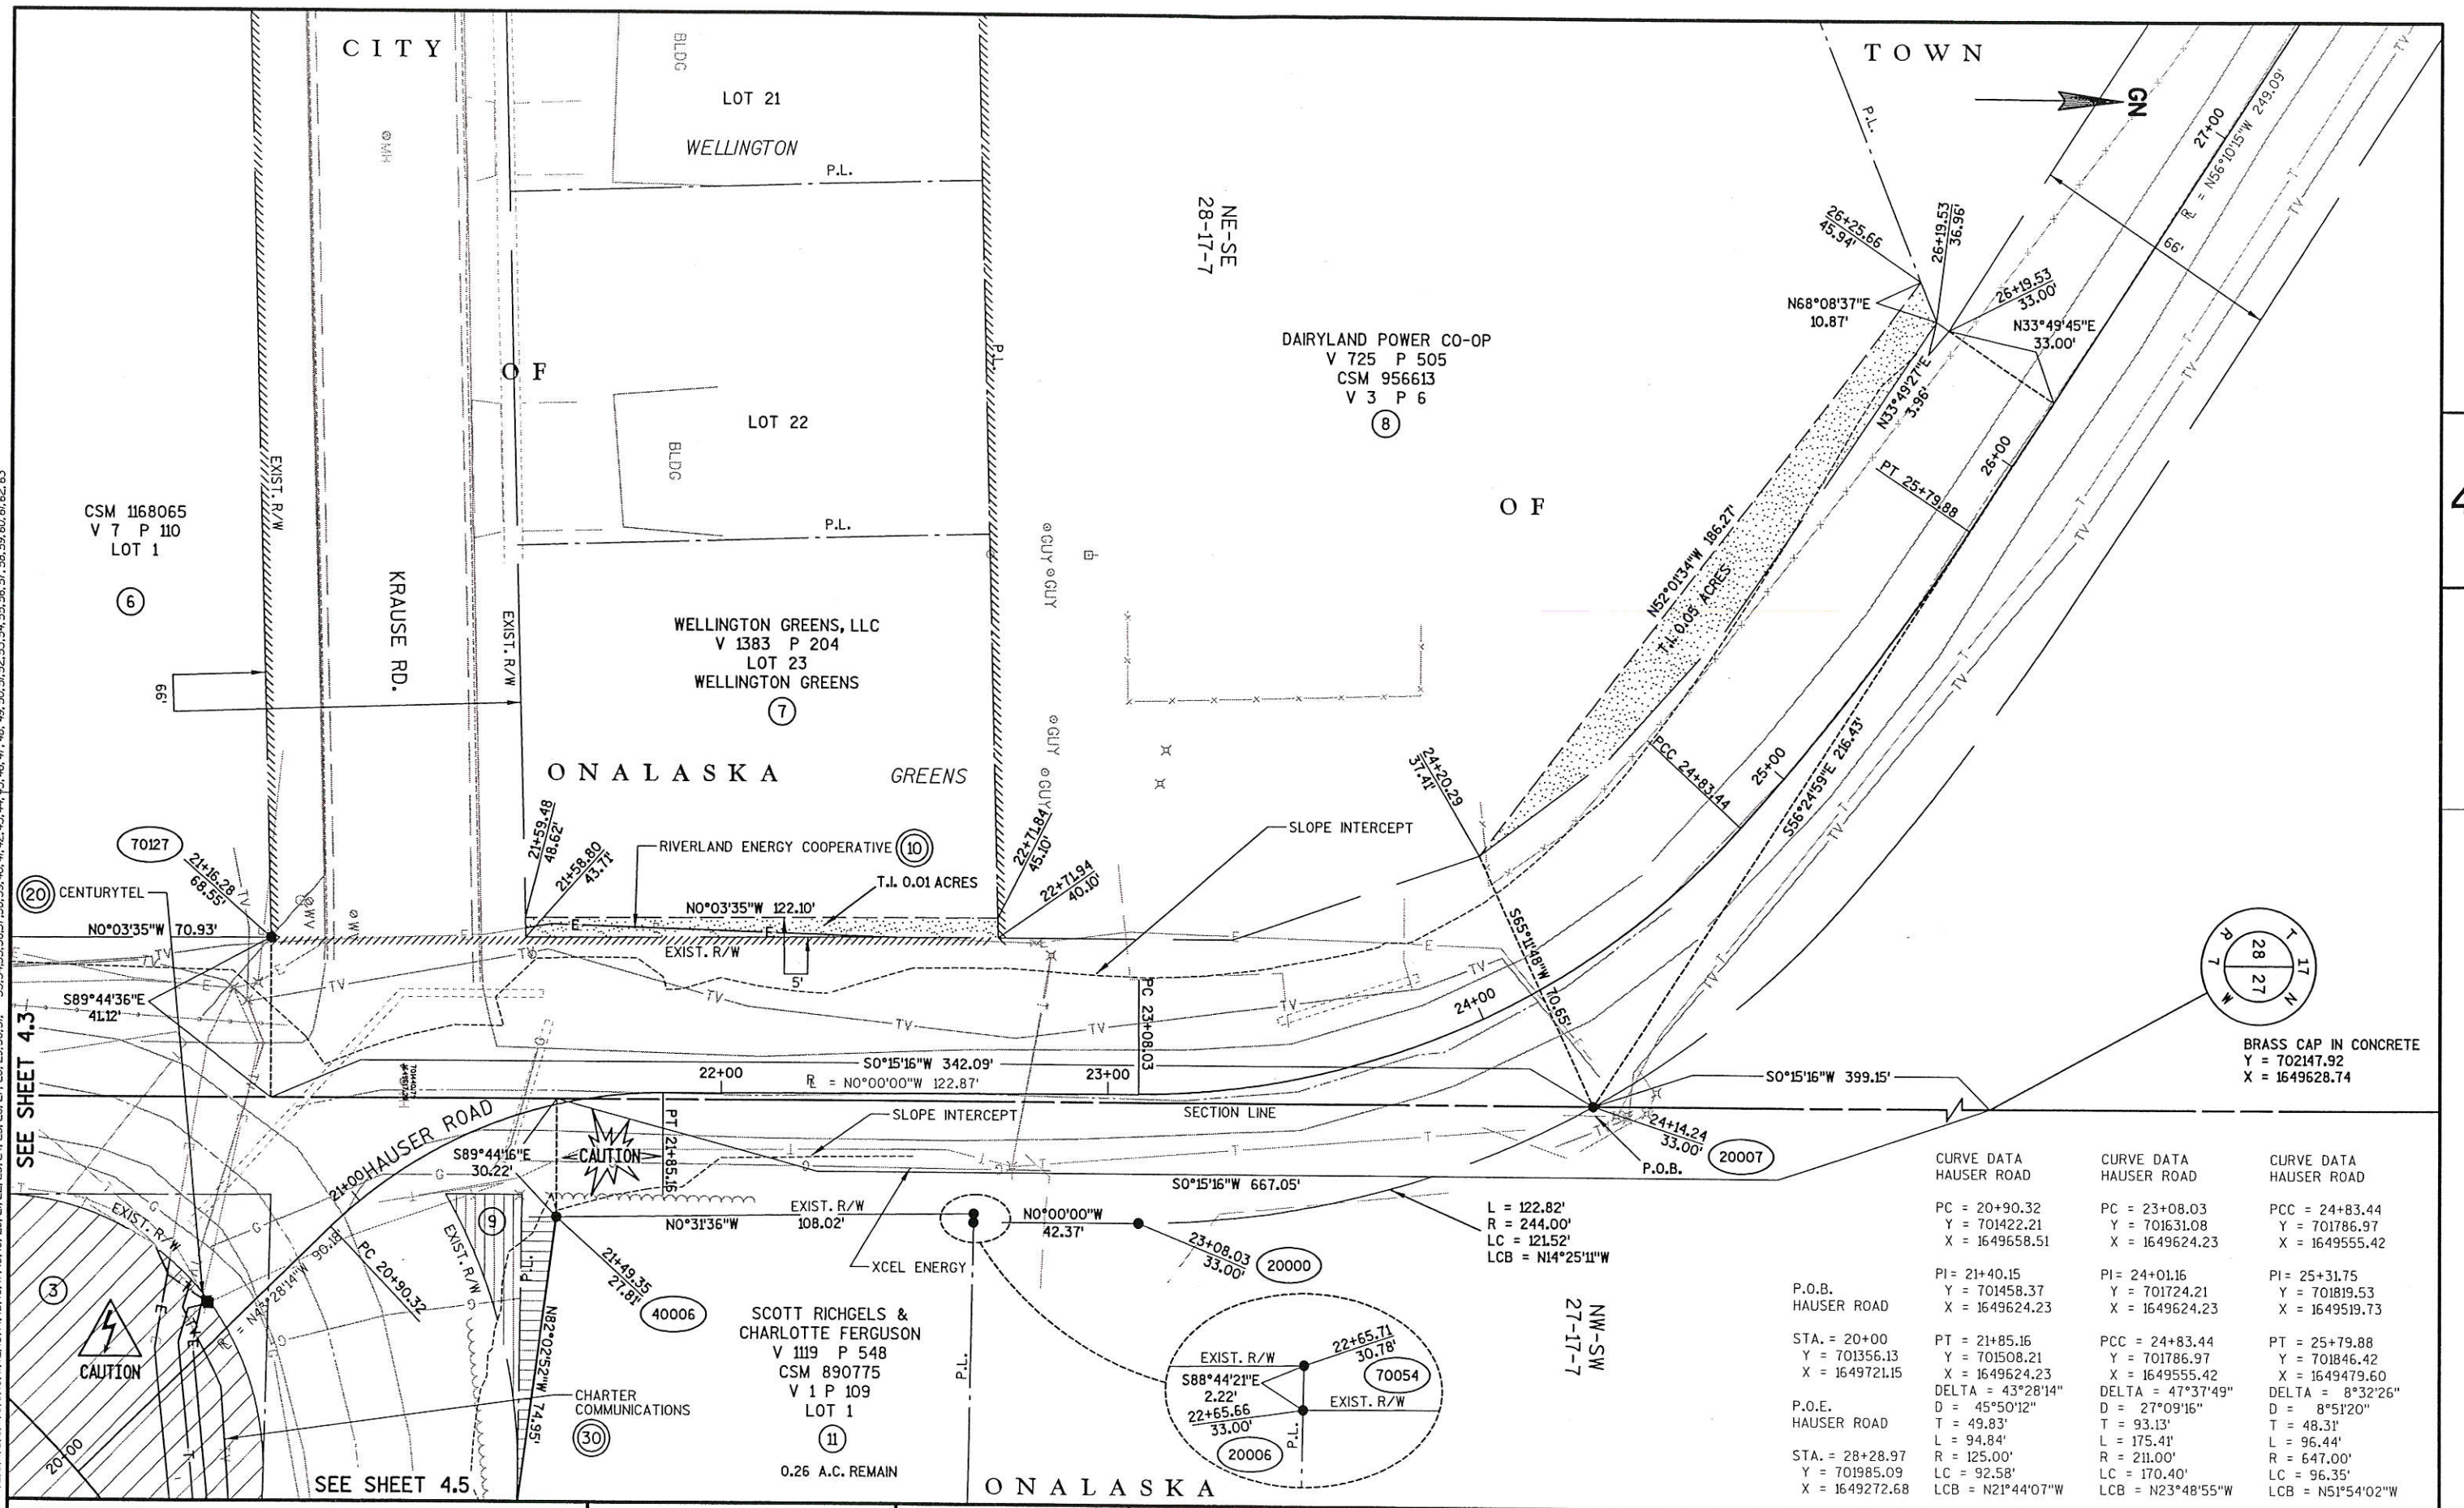 CITY
TOWN
OF
OF
ONALASKA
ONALASKA
GN
BLDG
LOT 21
WELLINGTON
P.L.
MH
NE-SE
28-17-7
P.L.
27+00
R = N56°10'15"W 249.09'
66'
26+25.66
45.94'
26+19.53
36.96'
26+19.53
33.00'
N68°08'37"E
10.87'
N33°49'45"E
33.00'
N33°49'27"E
3.96'
DAIRYLAND POWER CO-OP
V 725 P 505
CSM 956613
V 3 P 6
8
LOT 22
BLDG
P.L.
P.L.
EXIST. R/W
CSM 1168065
V 7 P 110
LOT 1
6
KRAUSE RD.
EXIST. R/W
66'
WELLINGTON GREENS, LLC
V 1383 P 204
LOT 23
WELLINGTON GREENS
7
GREENS
GUY GUY
GUY GUY
N52°01'34"W 186.27'
T.I. 0.05 ACRES
26+00
PT 25+79.88
25+00
PCC 24+83.44
S56°24'59"E 216.43'
24+20.29
37.41'
SLOPE INTERCEPT
70127
21+16.28
68.55'
20
CENTURYTEL
N0°03'35"W 70.93'
S89°44'36"E
41.12'
21+59.48
48.62'
21+58.80
43.71'
RIVERLAND ENERGY COOPERATIVE
10
T.I. 0.01 ACRES
N0°03'35"W 122.10'
22+71.84
45.10'
22+71.94
40.10'
EXIST. R/W
5'
WV
WV
S65°11'48"W 70.65'
24+00
PC 23+08.03
S0°15'16"W 342.09'
22+00
R = N0°00'00"W 122.87'
23+00
SEE SHEET 4.3
HAUSER ROAD
21+00
SLOPE INTERCEPT
SECTION LINE
S0°15'16"W 399.15'
24+14.24
33.00'
20007
P.O.B.
T 17 N
R 7 W
28
27
BRASS CAP IN CONCRETE
Y = 702147.92
X = 1649628.74
S89°44'16"E
30.22'
CAUTION
PT 21+85.16
S0°15'16"W 667.05'
EXIST. R/W
N0°31'36"W
108.02'
N0°00'00"W
42.37'
23+08.03
33.00'
20000
XCEL ENERGY
L = 122.82'
R = 244.00'
LC = 121.52'
LCB = N14°25'11"W
EXIST. R/W
9
EXIST. R/W
P.L.
PC 20+90.32
R = N43°28'14"W 90.18'
21+49.35
27.81'
40006
N82°02'52"W 74.95'
3
CAUTION
20+00
CHARTER
COMMUNICATIONS
30
SEE SHEET 4.5
SCOTT RICHGELS &
CHARLOTTE FERGUSON
V 1119 P 548
CSM 890775
V 1 P 109
LOT 1
11
0.26 A.C. REMAIN
P.L.
EXIST. R/W
22+65.71
30.78'
70054
S88°44'21"E
2.22'
EXIST. R/W
22+65.66
33.00'
20006
P.L.
NW-SW
27-17-7
P.O.B.
HAUSER ROAD
STA. = 20+00
Y = 701356.13
X = 1649721.15
P.O.E.
HAUSER ROAD
STA. = 28+28.97
Y = 701985.09
X = 1649272.68
CURVE DATA
HAUSER ROAD
PC = 20+90.32
Y = 701422.21
X = 1649658.51
PI = 21+40.15
Y = 701458.37
X = 1649624.23
PT = 21+85.16
Y = 701508.21
X = 1649624.23
DELTA = 43°28'14"
D = 45°50'12"
T = 49.83'
L = 94.84'
R = 125.00'
LC = 92.58'
LCB = N21°44'07"W
CURVE DATA
HAUSER ROAD
PC = 23+08.03
Y = 701631.08
X = 1649624.23
PI = 24+01.16
Y = 701724.21
X = 1649624.23
PCC = 24+83.44
Y = 701786.97
X = 1649555.42
DELTA = 47°37'49"
D = 27°09'16"
T = 93.13'
L = 175.41'
R = 211.00'
LC = 170.40'
LCB = N23°48'55"W
CURVE DATA
HAUSER ROAD
PCC = 24+83.44
Y = 701786.97
X = 1649555.42
PI = 25+31.75
Y = 701819.53
X = 1649519.73
PT = 25+79.88
Y = 701846.42
X = 1649479.60
DELTA = 8°32'26"
D = 8°51'20"
T = 48.31'
L = 96.44'
R = 647.00'
LC = 96.35'
LCB = N51°54'02"W